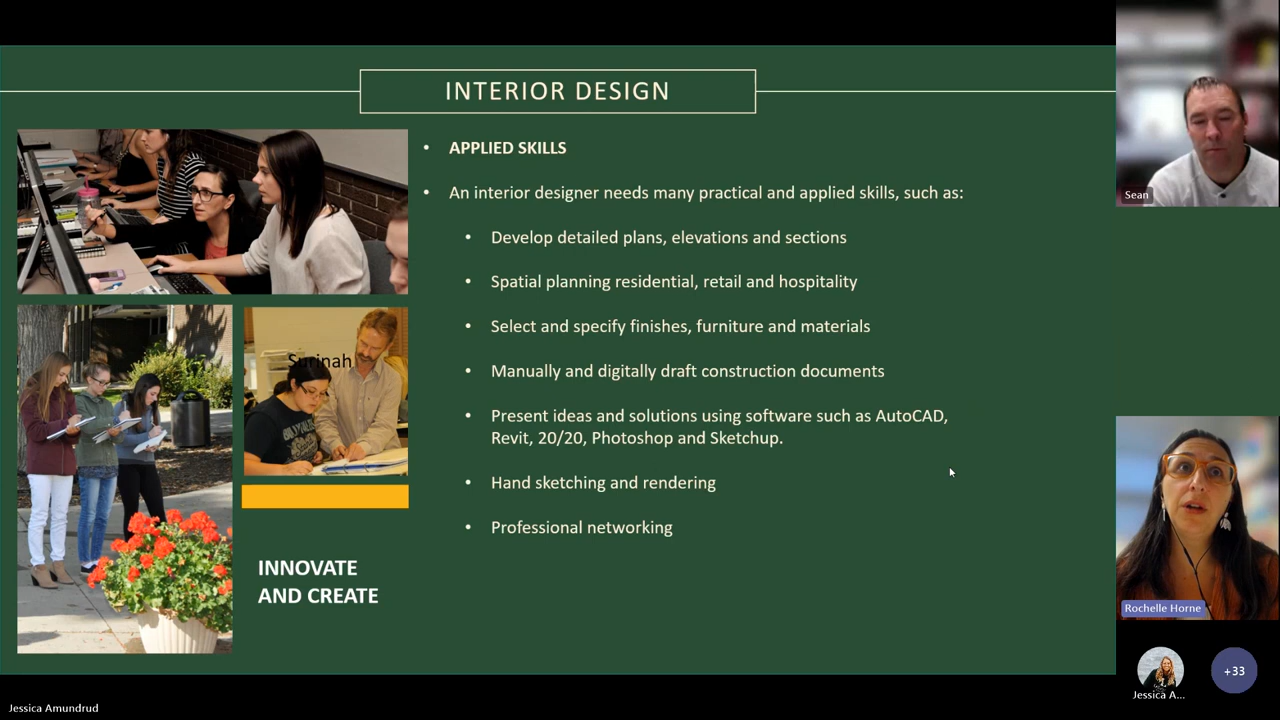 INTERIOR DESIGN
• APPLIED SKILLS
• An interior designer needs many practical and applied skills, such as:
• Develop detailed plans, elevations and sections
• Spatial planning residential, retail and hospitality
• Select and specify finishes, furniture and materials
• Manually and digitally draft construction documents
• Present ideas and solutions using software such as AutoCAD,
Revit, 20/20, Photoshop and Sketchup.
• Hand sketching and rendering
• Professional networking
Surinah
INNOVATE
AND CREATE
Sean
Rochelle Horne
Jessica A...
+33
Jessica Amundrud